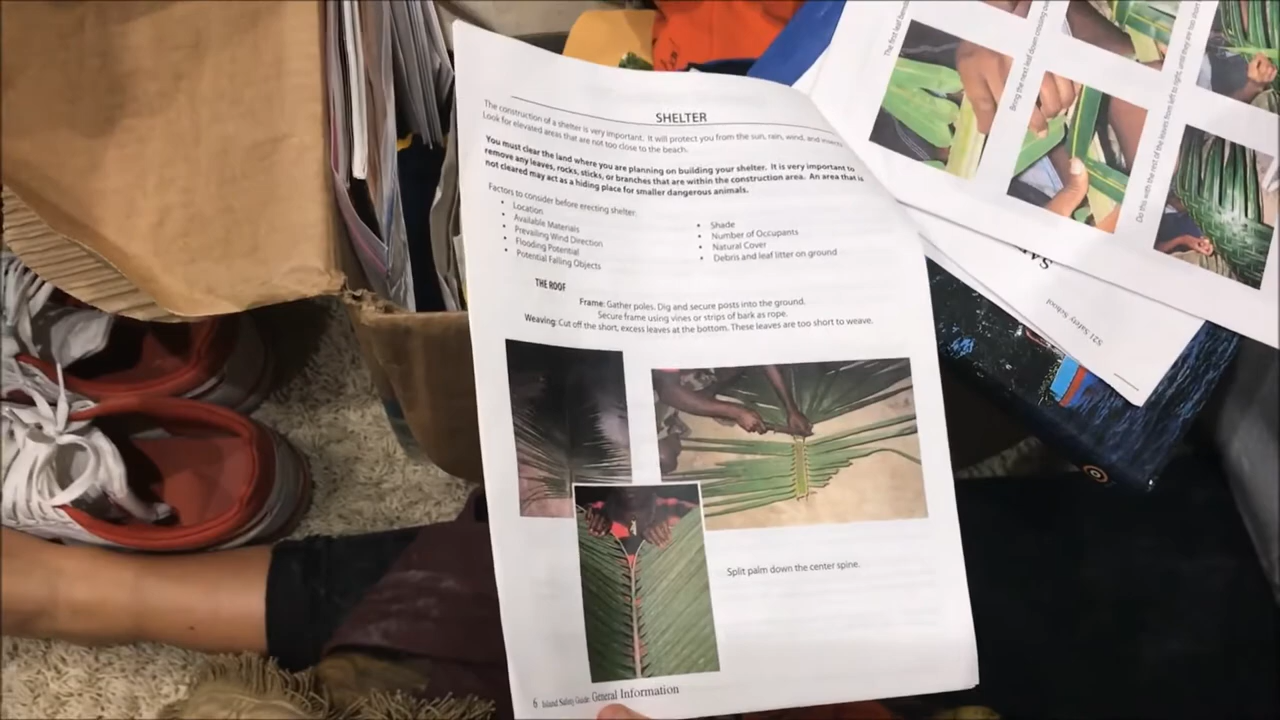 SHELTER
The construction of a shelter is very important. It will protect you from the sun, rain, wind, and insects.
Look for elevated areas that are not too close to the beach.
You must clear the land where you are planning on building your shelter. It is very important to
remove any leaves, rocks, sticks, or branches that are within the construction area. An area that is
not cleared may act as a hiding place for smaller dangerous animals.
Factors to consider before erecting shelter:
• Location
• Available Materials
• Prevailing Wind Direction
• Flooding Potential
• Potential Falling Objects
• Shade
• Number of Occupants
• Natural Cover
• Debris and leaf litter on ground
THE ROOF
Frame: Gather poles. Dig and secure posts into the ground.
Secure frame using vines or strips of bark as rope.
Weaving: Cut off the short, excess leaves at the bottom. These leaves are too short to weave.
Split palm down the center spine.
6 Island Safety Guide: General Information
The first leaf
Bring the next leaf down crossing
Do this with the rest of the leaves from left to right, until they are too short
S21 Safety School